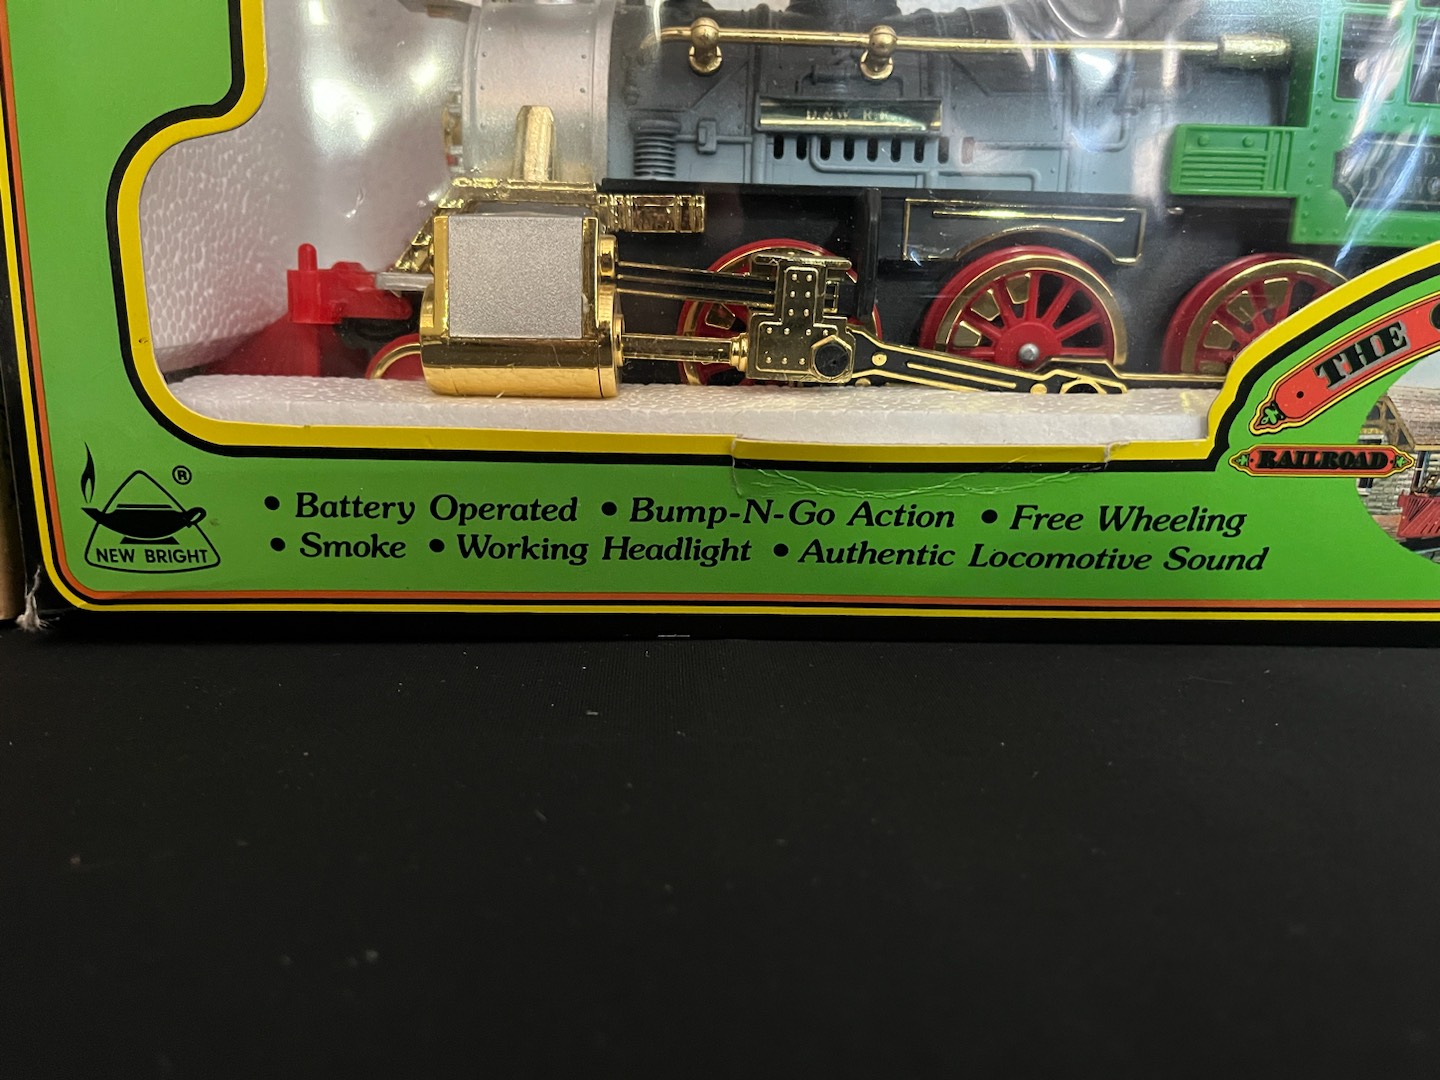 D.&W. R.R.
THE
RAILROAD
®
NEW BRIGHT
• Battery Operated • Bump-N-Go Action • Free Wheeling
• Smoke • Working Headlight • Authentic Locomotive Sound